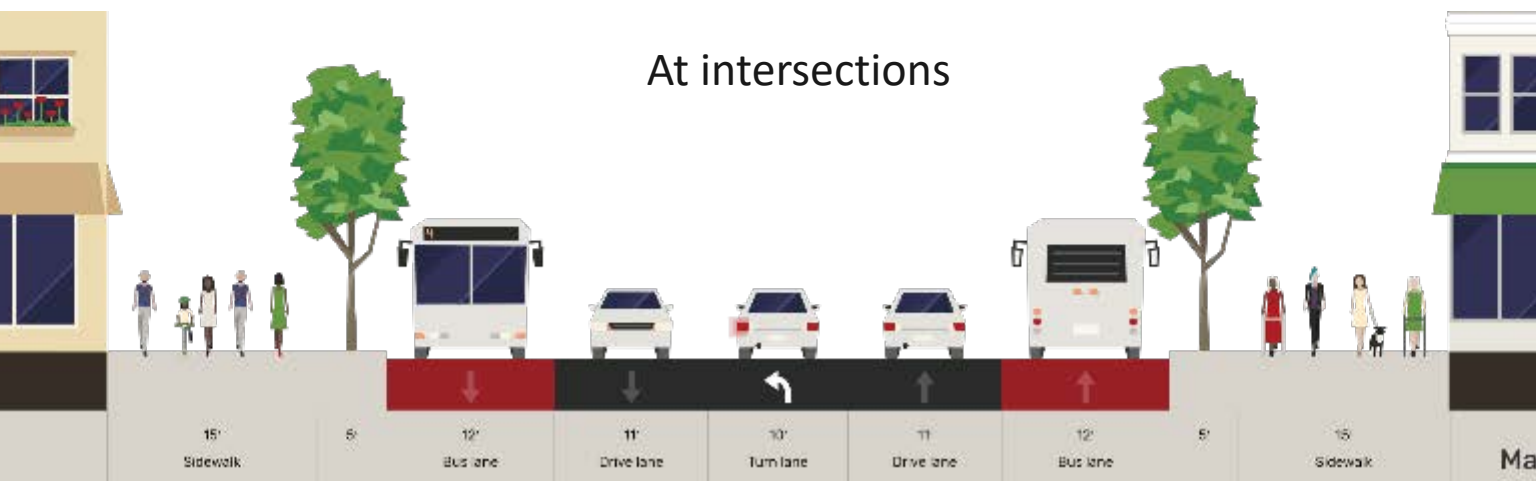 At intersections
4
15' 5' 12' 11' 10' 11' 12' 5' 15'
Sidewalk Bus lane Drive lane Turn lane Drive lane Bus lane Sidewalk
Ma